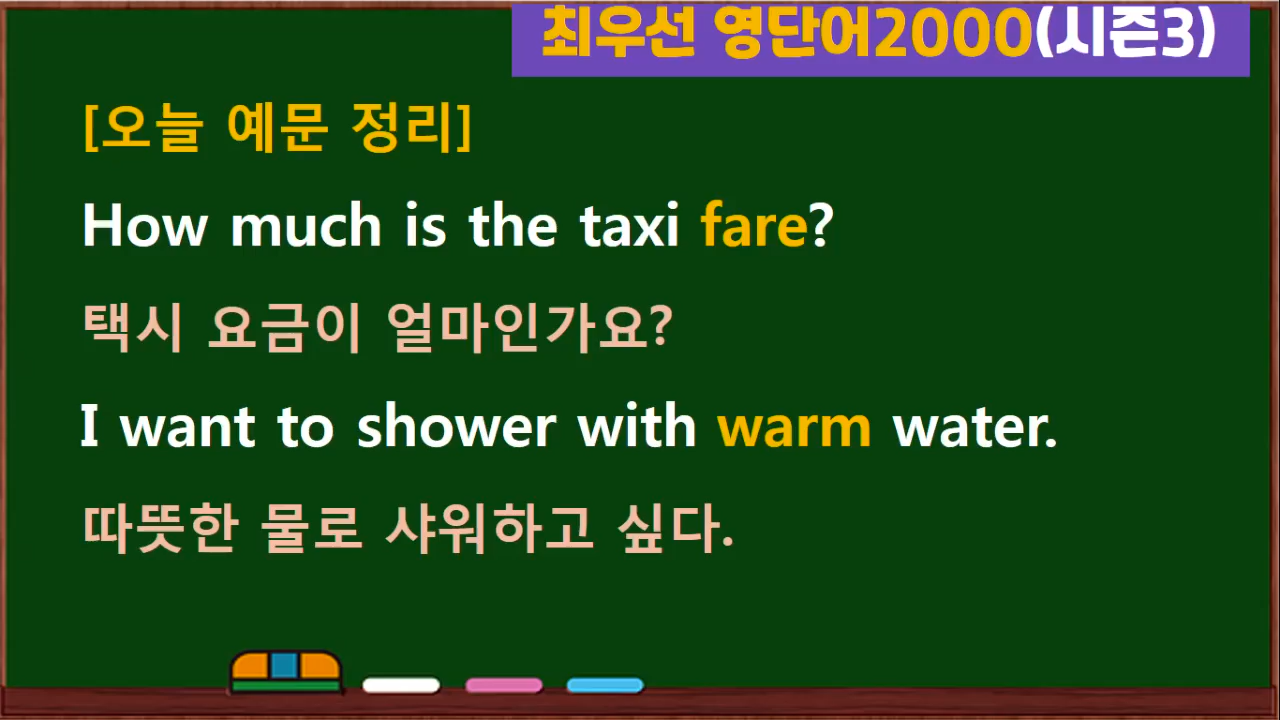 최우선 영단어2000(시즌3)
[오늘 예문 정리]
How much is the taxi fare?
택시 요금이 얼마인가요?
I want to shower with warm water.
따뜻한 물로 샤워하고 싶다.